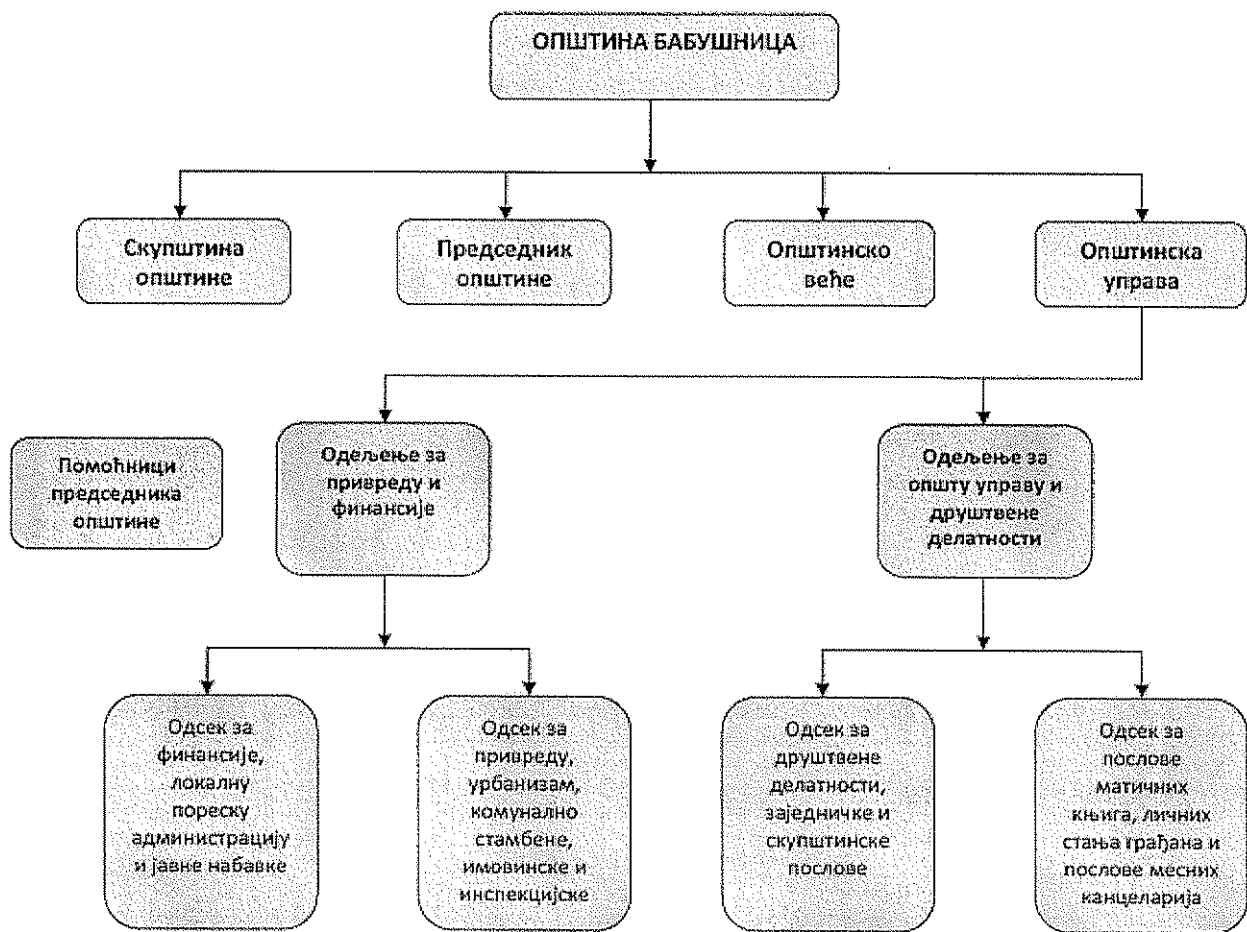 ОПШТИНА БАБУШНИЦА
Скупштина
општине
Председник
општине
Општинско
веће
Општинска
управа
Помоћници
председника
општине
Одељење за
привреду и
финансије
Одељење за
општу управу и
друштвене
делатности
Одсек за
финансије,
локалну
пореску
администрацију
и јавне набавке
Одсек за
привреду,
урбанизам,
комунално
стамбене,
имовинске и
инспекцијске
Одсек за
друштвене
делатности,
заједничке и
скупштинске
послове
Одсек за
послове
матичних
књига, личних
стања грађана и
послове месних
канцеларија